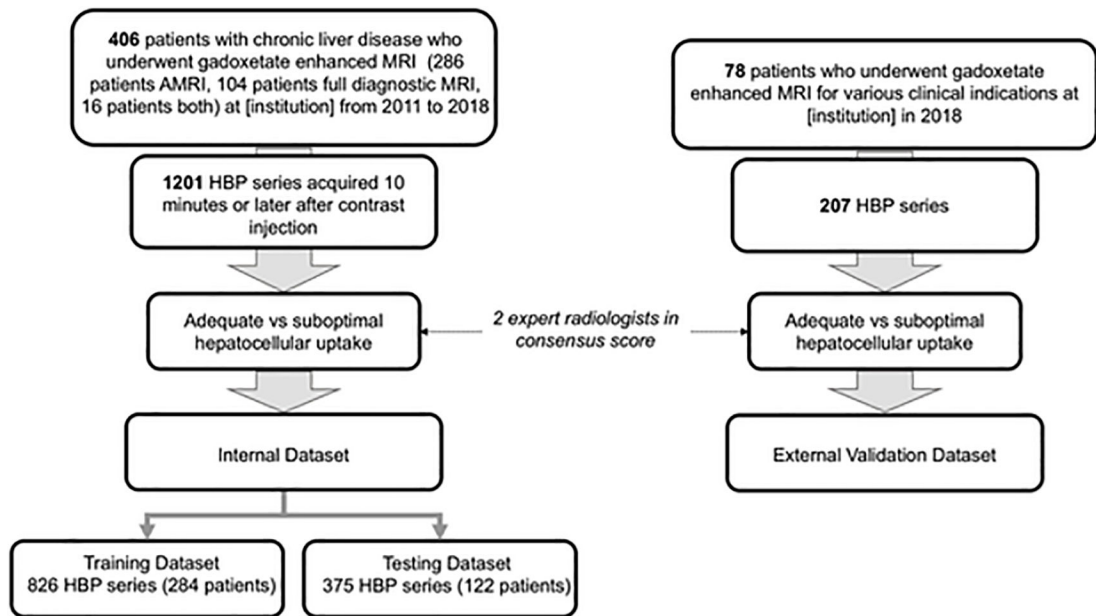 406 patients with chronic liver disease who
underwent gadoxetate enhanced MRI (286
patients AMRI, 104 patients full diagnostic MRI,
16 patients both) at [institution] from 2011 to 2018
1201 HBP series acquired 10
minutes or later after contrast
injection
Adequate vs suboptimal
hepatocellular uptake
Internal Dataset
Training Dataset
826 HBP series (284 patients)
Testing Dataset
375 HBP series (122 patients)
2 expert radiologists in
consensus score
78 patients who underwent gadoxetate
enhanced MRI for various clinical indications at
[institution] in 2018
207 HBP series
Adequate vs suboptimal
hepatocellular uptake
External Validation Dataset